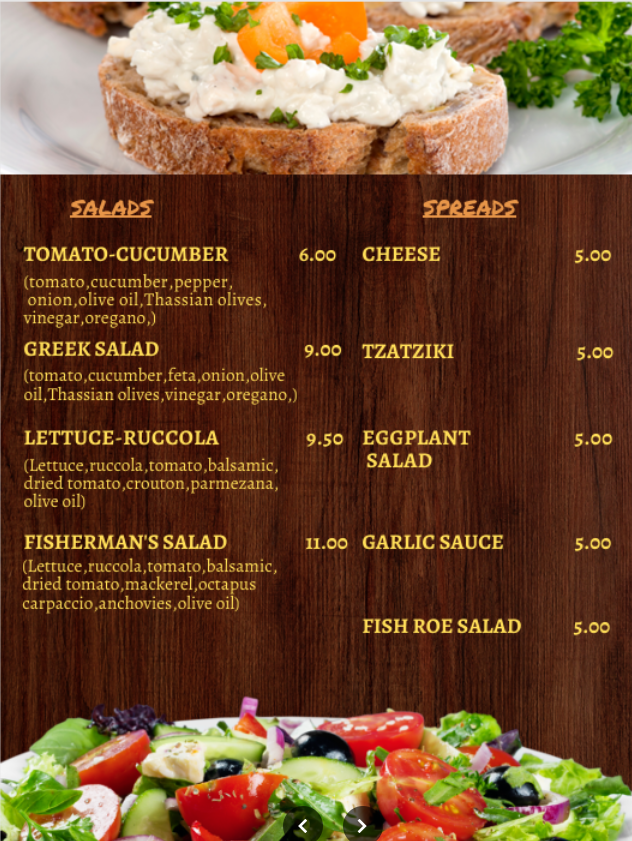 SALADS
TOMATO-CUCUMBER 6.00
(tomato,cucumber,pepper,
onion,olive oil,Thassian olives,
vinegar,oregano,)
GREEK SALAD 9.00
(tomato,cucumber,feta,onion,olive
oil,Thassian olives,vinegar,oregano,)
LETTUCE-RUCCOLA 9.50
(Lettuce,ruccola,tomato,balsamic,
dried tomato,crouton,parmezana,
olive oil)
FISHERMAN'S SALAD 11.00
(Lettuce,ruccola,tomato,balsamic,
dried tomato,mackerel,octapus
carpaccio,anchovies,olive oil)
SPREADS
CHEESE 5.00
TZATZIKI 5.00
EGGPLANT 5.00
SALAD
GARLIC SAUCE 5.00
FISH ROE SALAD 5.00